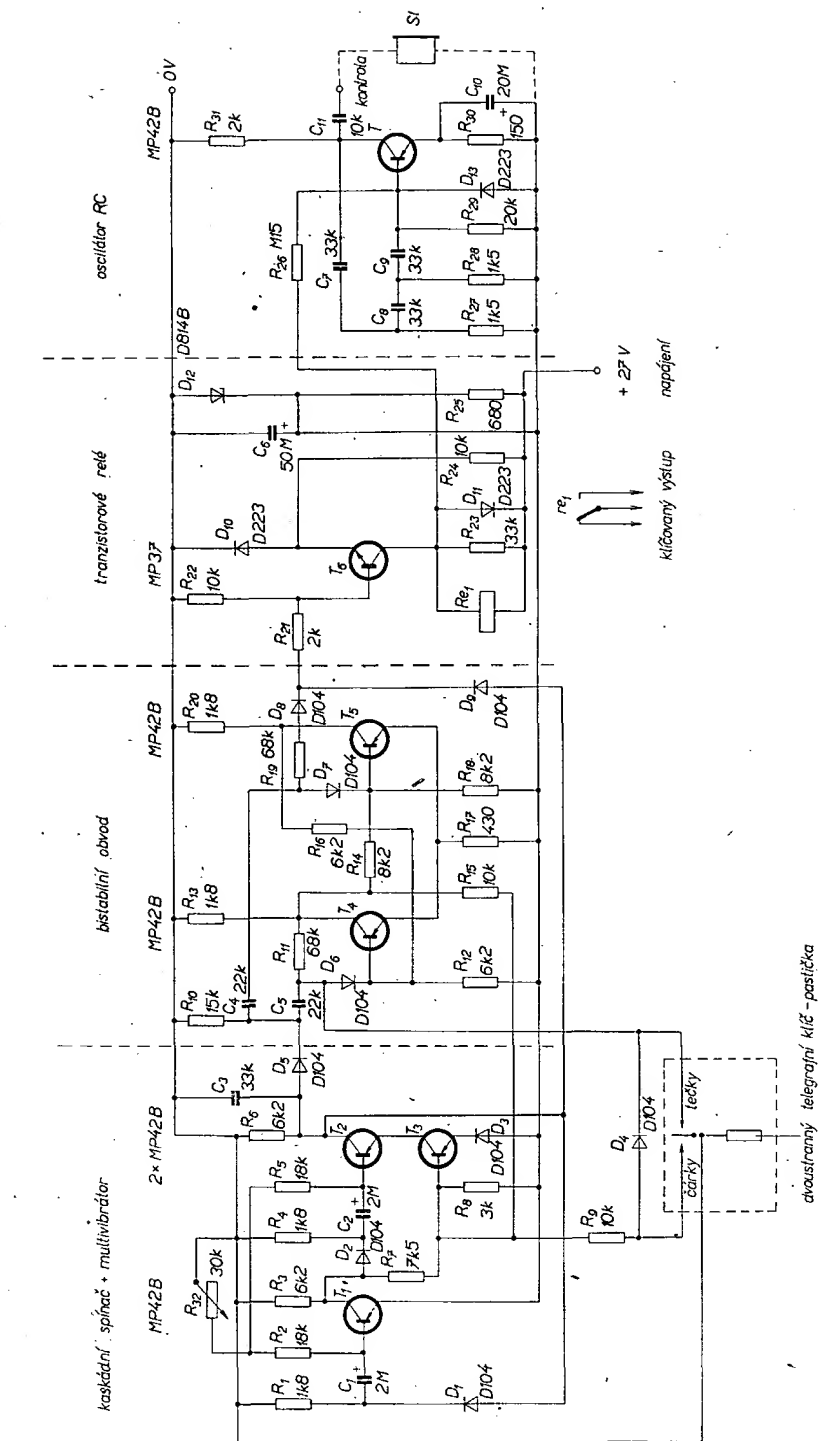 kaskádní spínač + multivibrátor
bistabilní obvod
tranzistorové relé
oscilátor RC
MP42B
2× MP42B
MP42B
MP42B
MP37
D814B
MP42B
0V
R32
30k
R1
1k8
R2
18k
R3
6k2
R4
1k8
R5
18k
R6
6k2
C3
33k
C1
+
2M
T1
D2
D104
C2
+
2M
T2
R7
7k5
T3
R8
3k
D3
D104
D1
D104
D5
D104
R9
10k
D4
D104
čárky
tečky
dvoustranný telegrafní klíč - pastička
R10
15k
C4
22k
C5
22k
R11
68k
D6
D104
R13
1k8
T4
R12
6k2
R16
6k2
R14
8k2
R15
10k
R17
430
R18
8k2
R19
68k
D7
D104
D8
D104
R20
1k8
T5
D9
D104
R21
2k
R22
10k
T6
D10
D223
Re1
R23
33k
D11
D223
R24
10k
C6
50M
+
D12
R25
680
re1
klíčovaný výstup
+ 27V
napájení
R26
M15
C7
33k
C8
33k
C9
33k
R27
1k5
R28
1k5
R29
20k
D13
D223
R30
150
C10
20M
+
R31
2k
C11
10k
kontrola
T
Sl